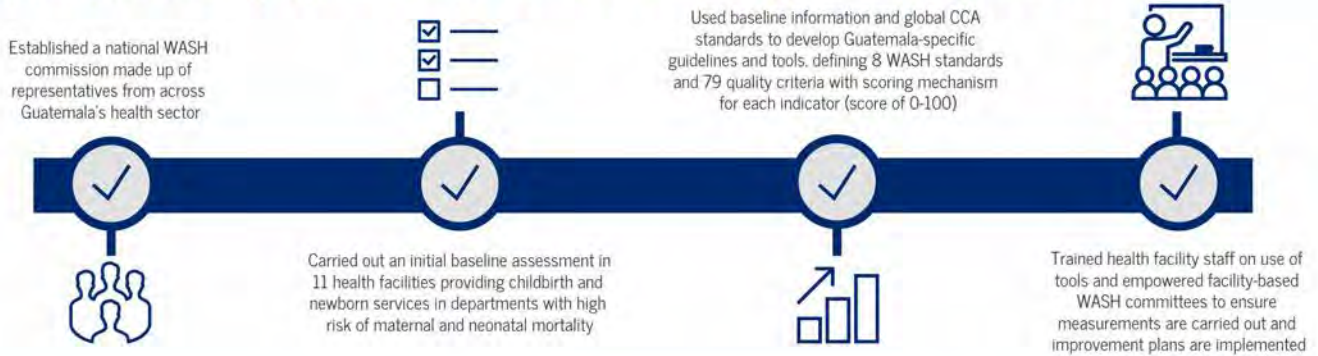 Established a national WASH
commission made up of
representatives from across
Guatemala's health sector
Carried out an initial baseline assessment in
11 health facilities providing childbirth and
newborn services in departments with high
risk of maternal and neonatal mortality
Used baseline information and global CCA
standards to develop Guatemala-specific
guidelines and tools. defining 8 WASH standards
and 79 quality criteria with scoring mechanism
for each indicator (score of 0-100)
Trained health facility staff on use of
tools and empowered facility-based
WASH committees to ensure
measurements are carried out and
improvement plans are implemented